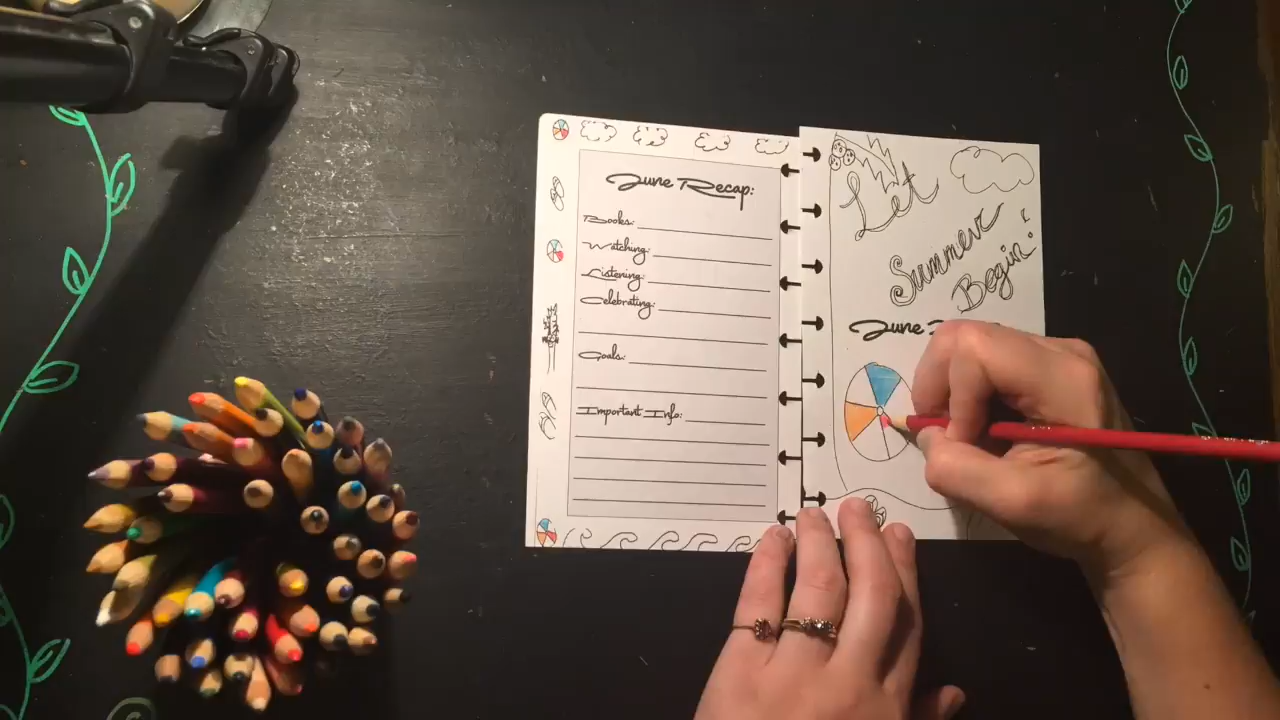 June Recap:
Books:
Watching:
Listening:
Celebrating:
Goals:
Important Info:
Let
Summer
Begin!
June